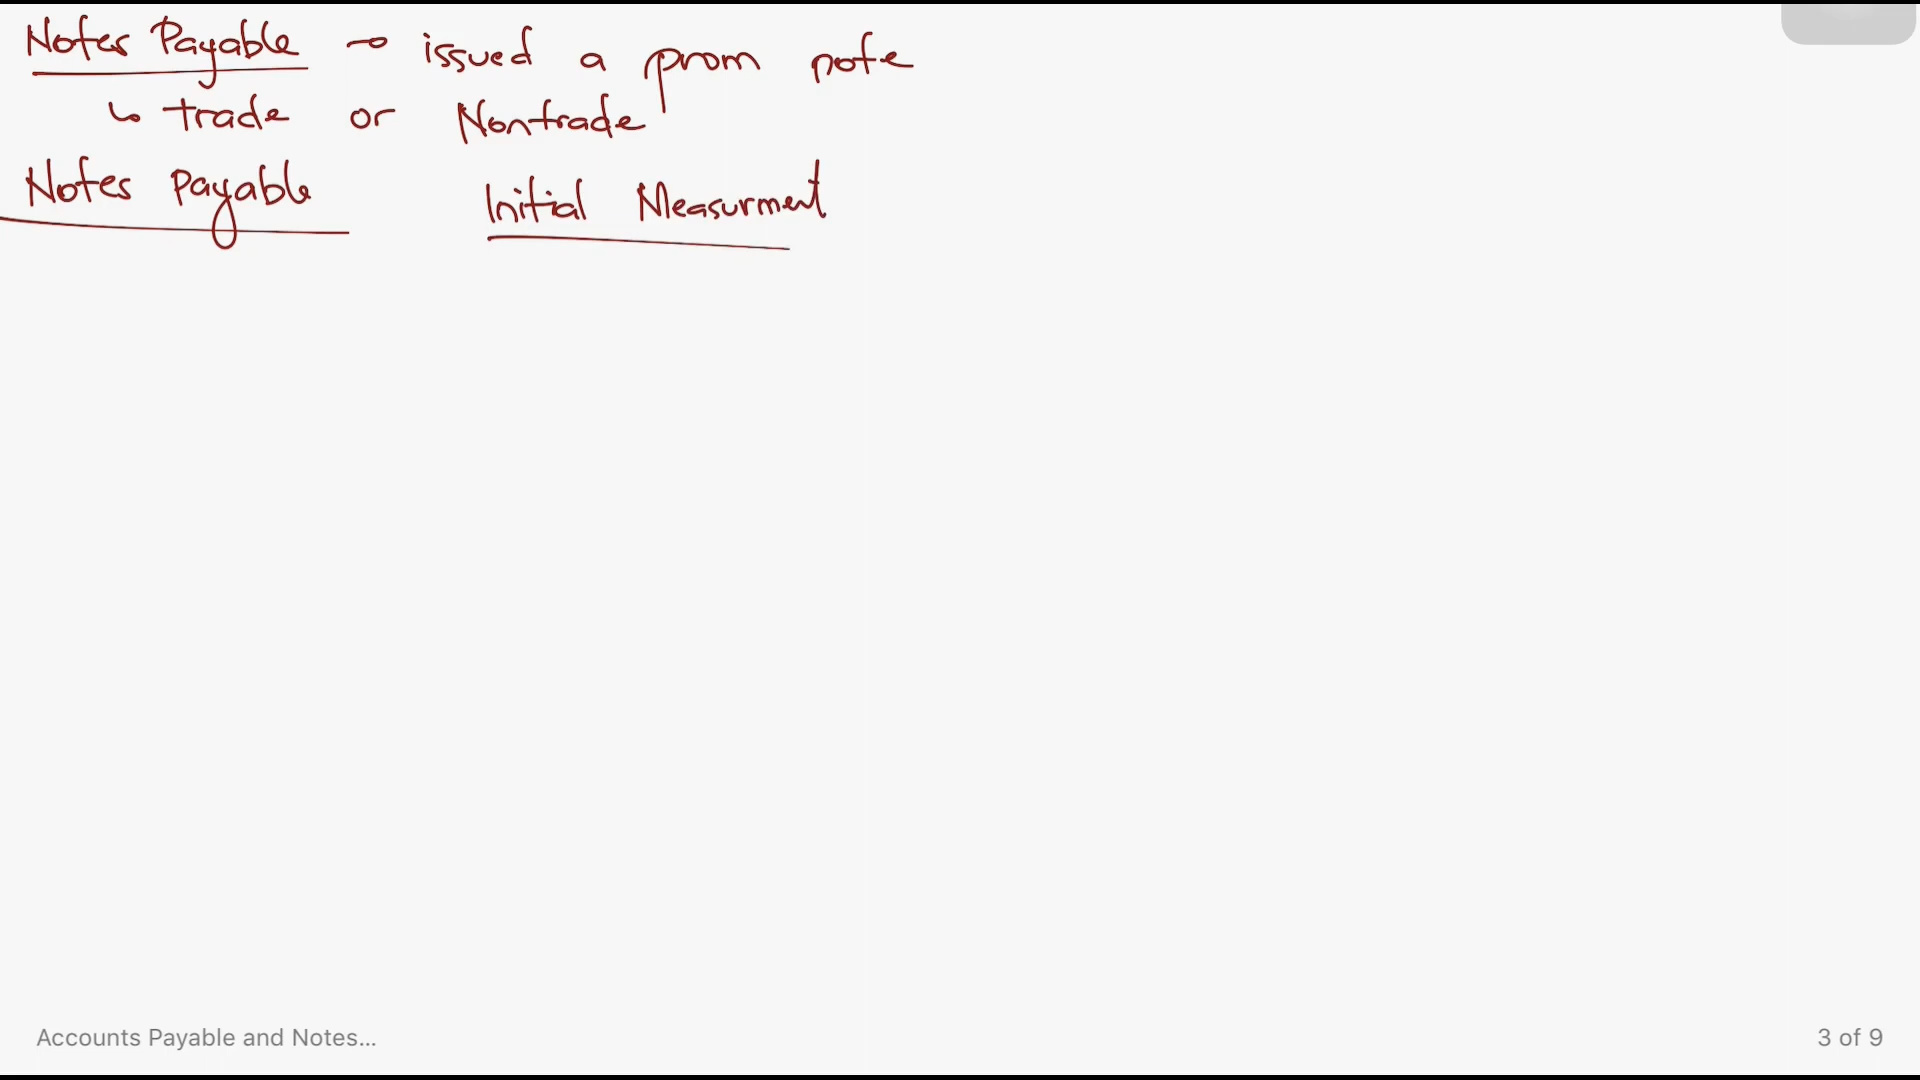 Notes Payable → issued a prom note
↳ trade or Nontrade
Notes Payable Initial Measurment
Accounts Payable and Notes...
3 of 9